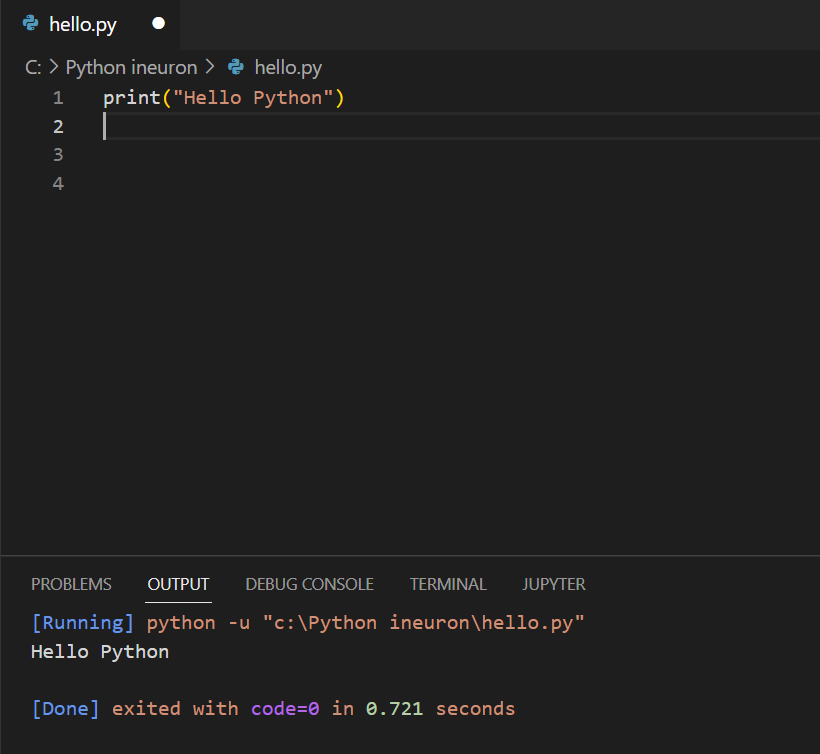 hello.py
C: > Python ineuron > hello.py
1 print("Hello Python")
2
3
4
PROBLEMS OUTPUT DEBUG CONSOLE TERMINAL JUPYTER
[Running] python -u "c:\Python ineuron\hello.py"
Hello Python
[Done] exited with code=0 in 0.721 seconds